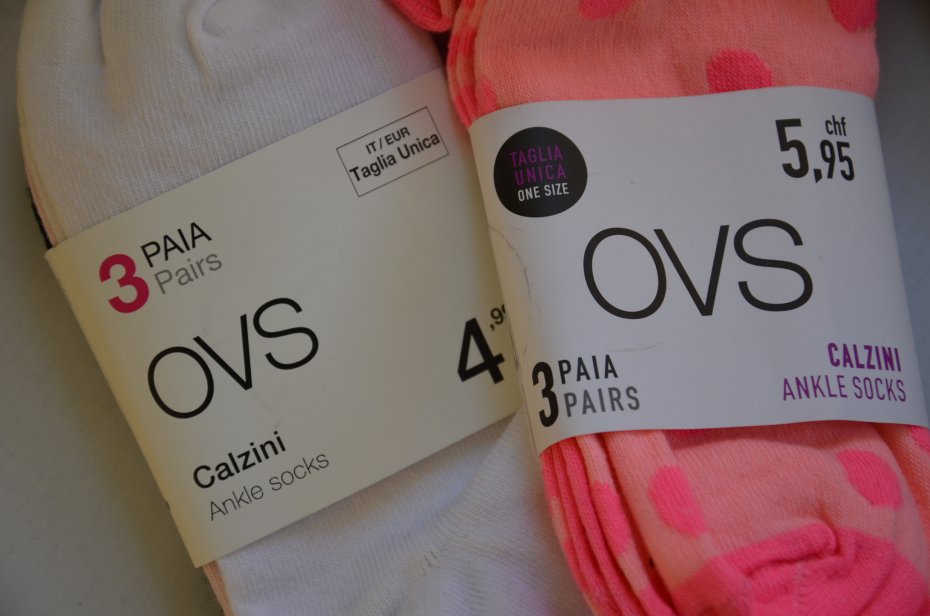 IT / EUR
Taglia Unica
3 PAIA
Pairs
OVS
4
Calzini
Ankle socks
TAGLIA
UNICA
ONE SIZE
chf
5,95
OVS
3 PAIA
PAIRS
CALZINI
ANKLE SOCKS